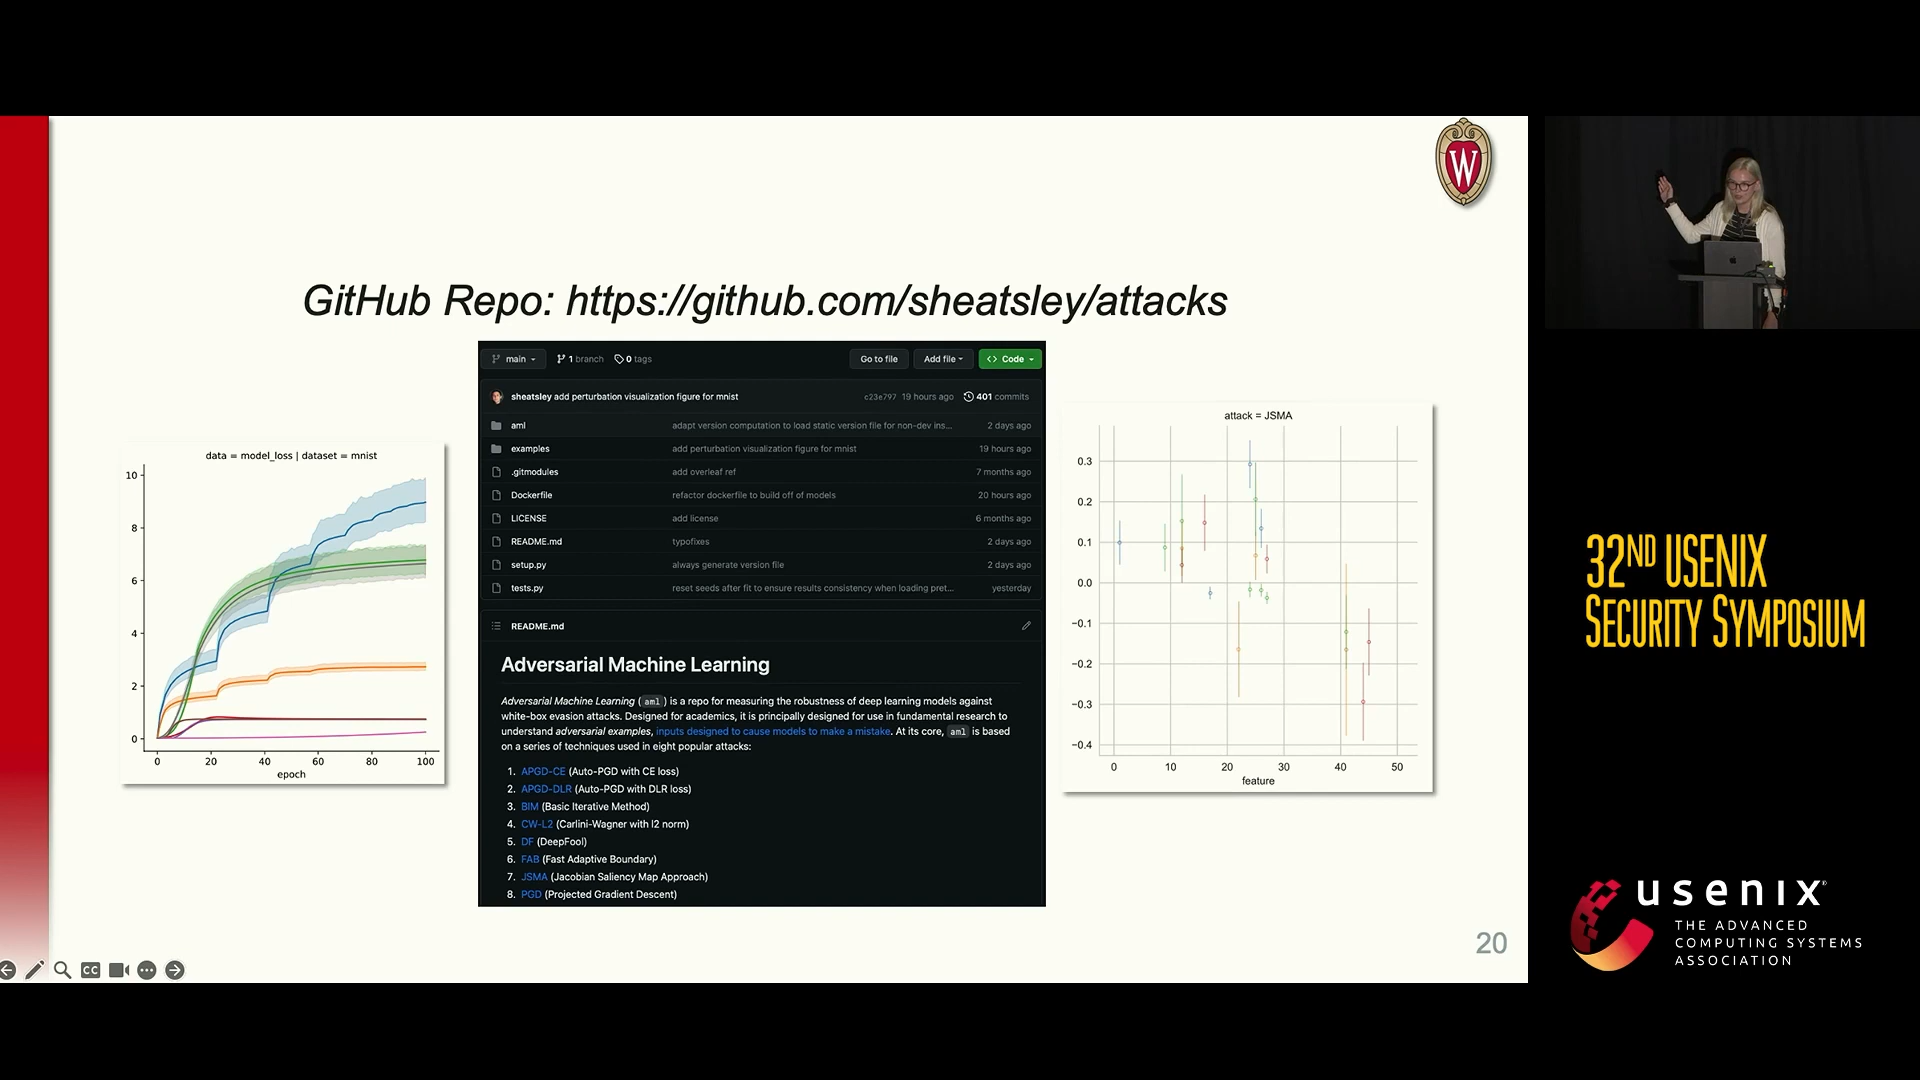 W
GitHub Repo: https://github.com/sheatsley/attacks
data = model_loss | dataset = mnist
10
8
6
4
2
0
0 20 40 60 80 100
epoch
main 1 branch 0 tags Go to file Add file Code
sheatsley add perturbation visualization figure for mnist c23e797 19 hours ago 401 commits
aml adapt version computation to load static version file for non-dev ins... 2 days ago
examples add perturbation visualization figure for mnist 19 hours ago
.gitmodules add overleaf ref 7 months ago
Dockerfile refactor dockerfile to build off of models 20 hours ago
LICENSE add license 6 months ago
README.md typofixes 2 days ago
setup.py always generate version file 2 days ago
tests.py reset seeds after fit to ensure results consistency when loading pret... yesterday
README.md
Adversarial Machine Learning
Adversarial Machine Learning (aml) is a repo for measuring the robustness of deep learning models against
white-box evasion attacks. Designed for academics, it is principally designed for use in fundamental research to
understand adversarial examples, inputs designed to cause models to make a mistake. At its core, aml is based
on a series of techniques used in eight popular attacks:
1. APGD-CE (Auto-PGD with CE loss)
2. APGD-DLR (Auto-PGD with DLR loss)
3. BIM (Basic Iterative Method)
4. CW-L2 (Carlini-Wagner with l2 norm)
5. DF (DeepFool)
6. FAB (Fast Adaptive Boundary)
7. JSMA (Jacobian Saliency Map Approach)
8. PGD (Projected Gradient Descent)
attack = JSMA
0.3
0.2
0.1
0.0
−0.1
−0.2
−0.3
−0.4
0 10 20 30 40 50
feature
20
CC
32ND USENIX
SECURITY SYMPOSIUM
usenix
THE ADVANCED
COMPUTING SYSTEMS
ASSOCIATION